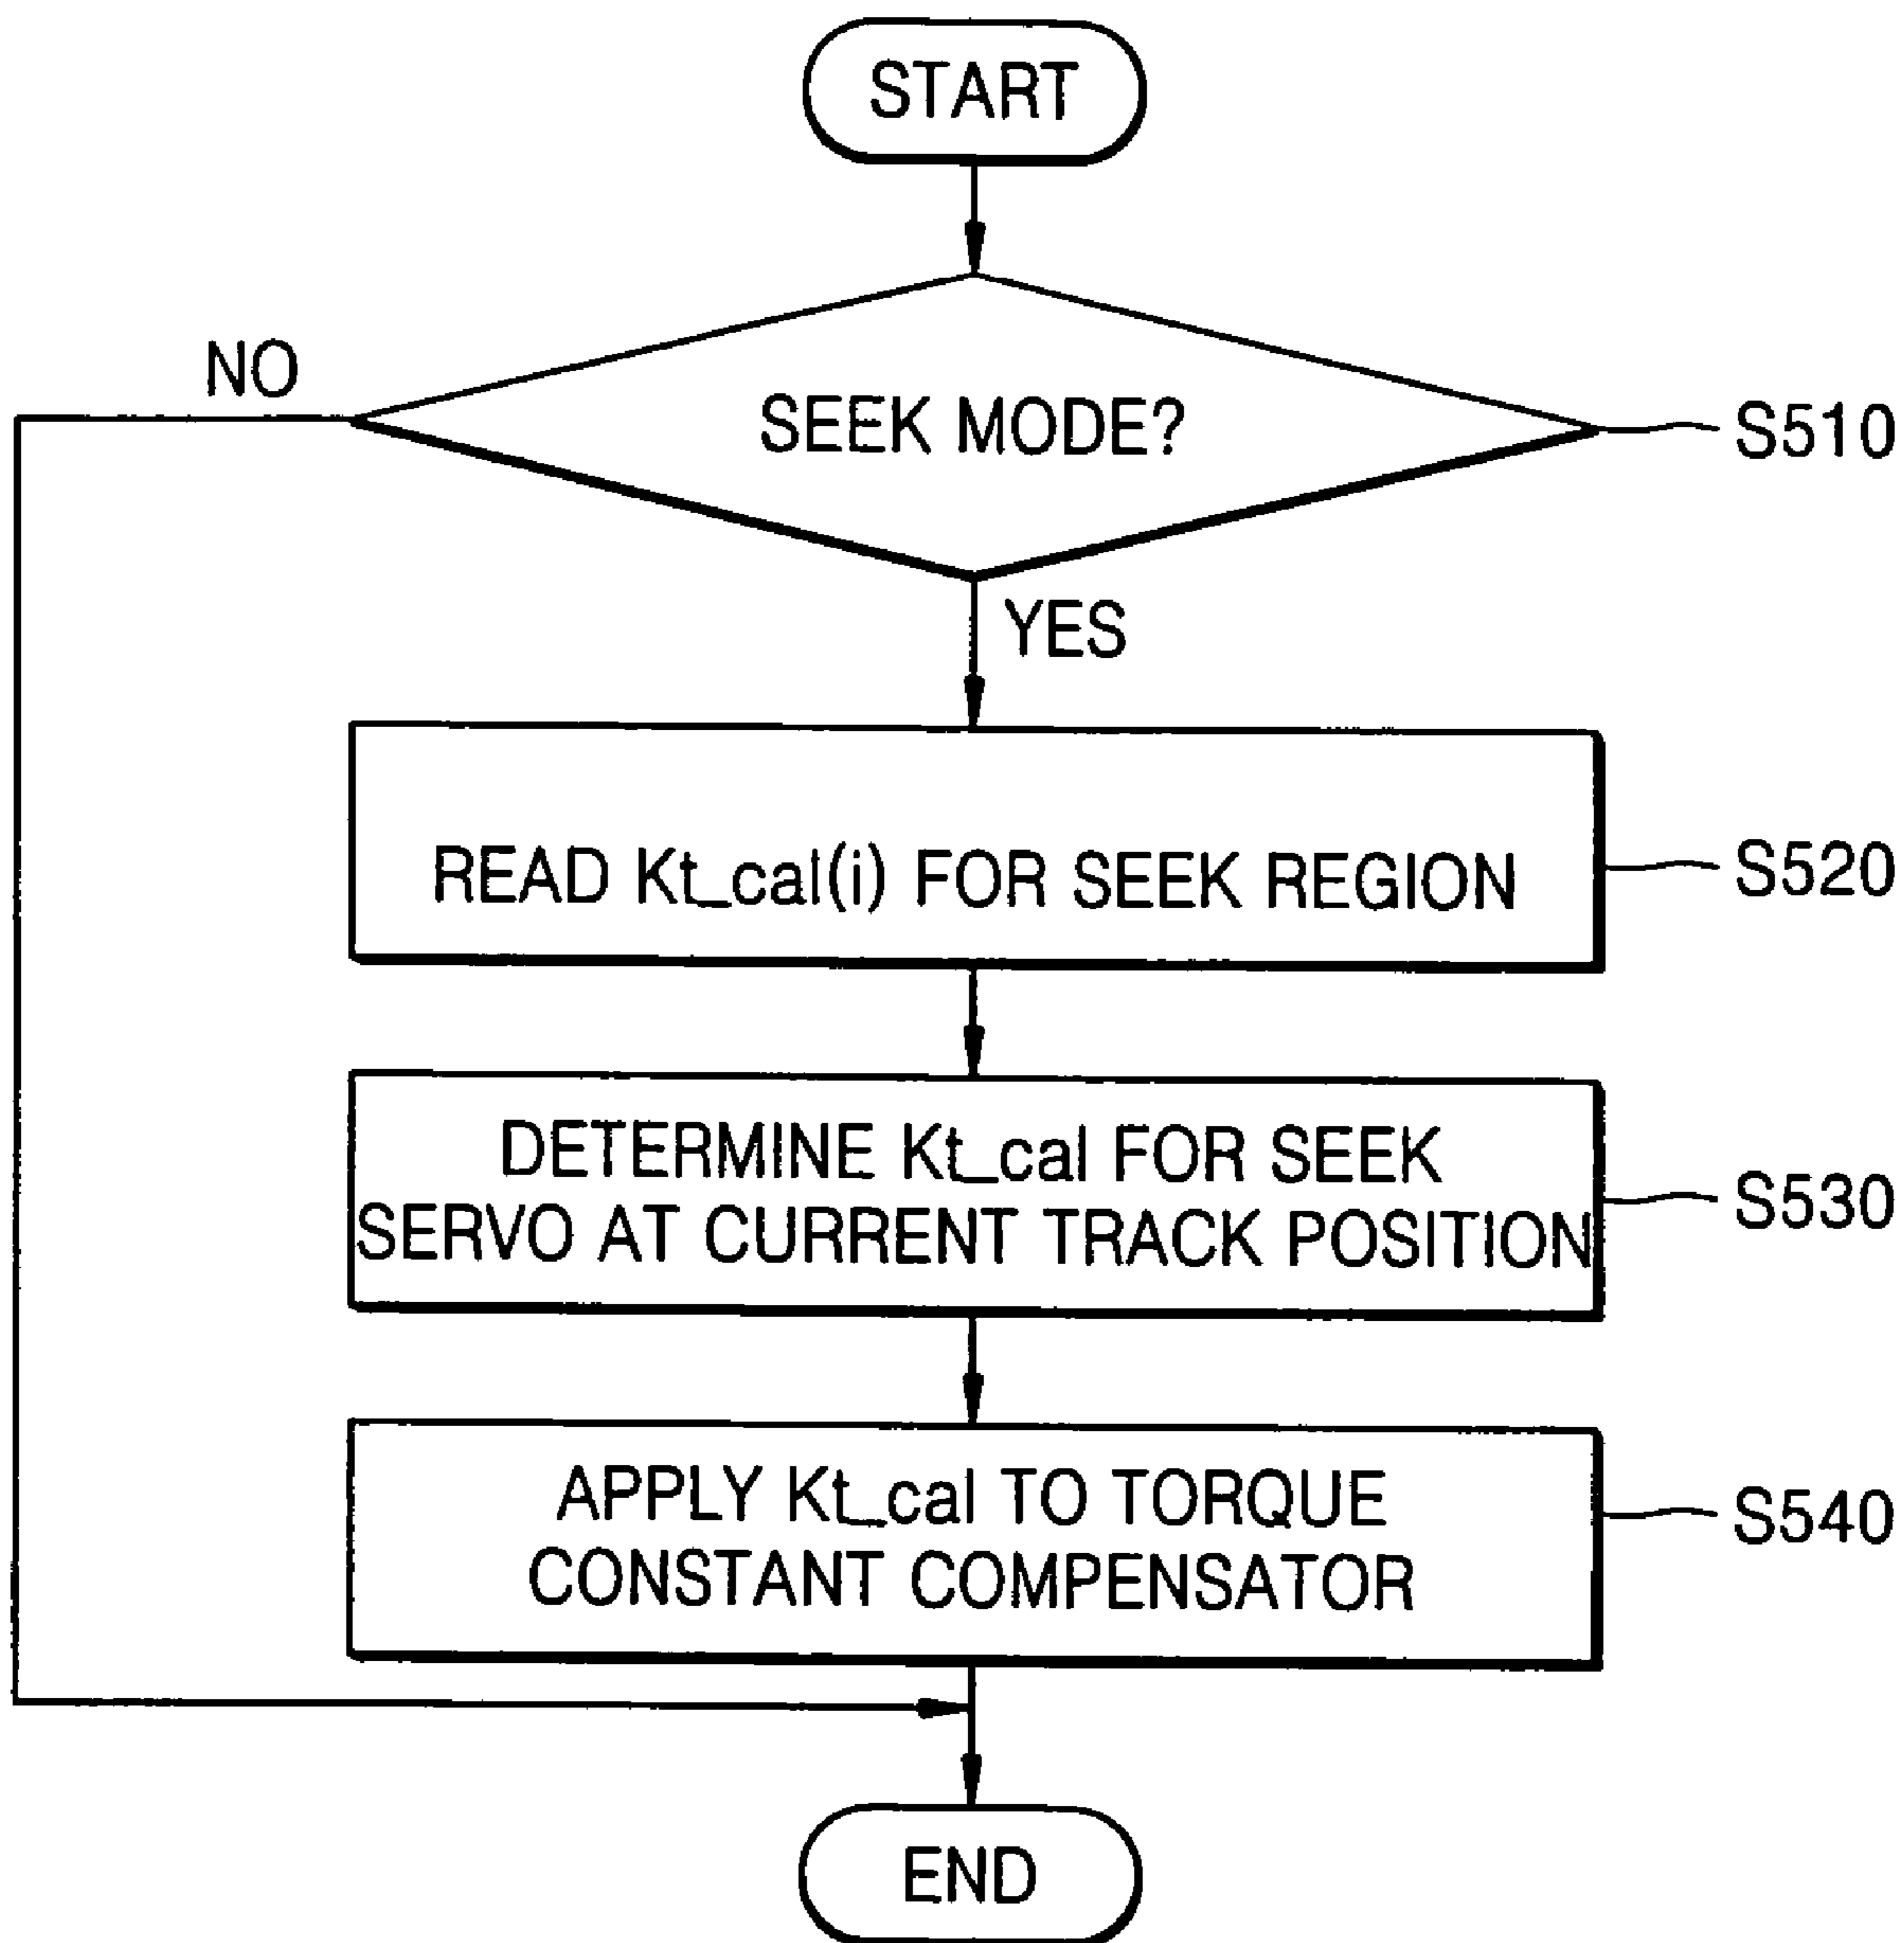 START
NO
SEEK MODE?
S510
YES
READ Kt_cal(i) FOR SEEK REGION
S520
DETERMINE Kt_cal FOR SEEK
SERVO AT CURRENT TRACK POSITION
S530
APPLY Kt_cal TO TORQUE
CONSTANT COMPENSATOR
S540
END